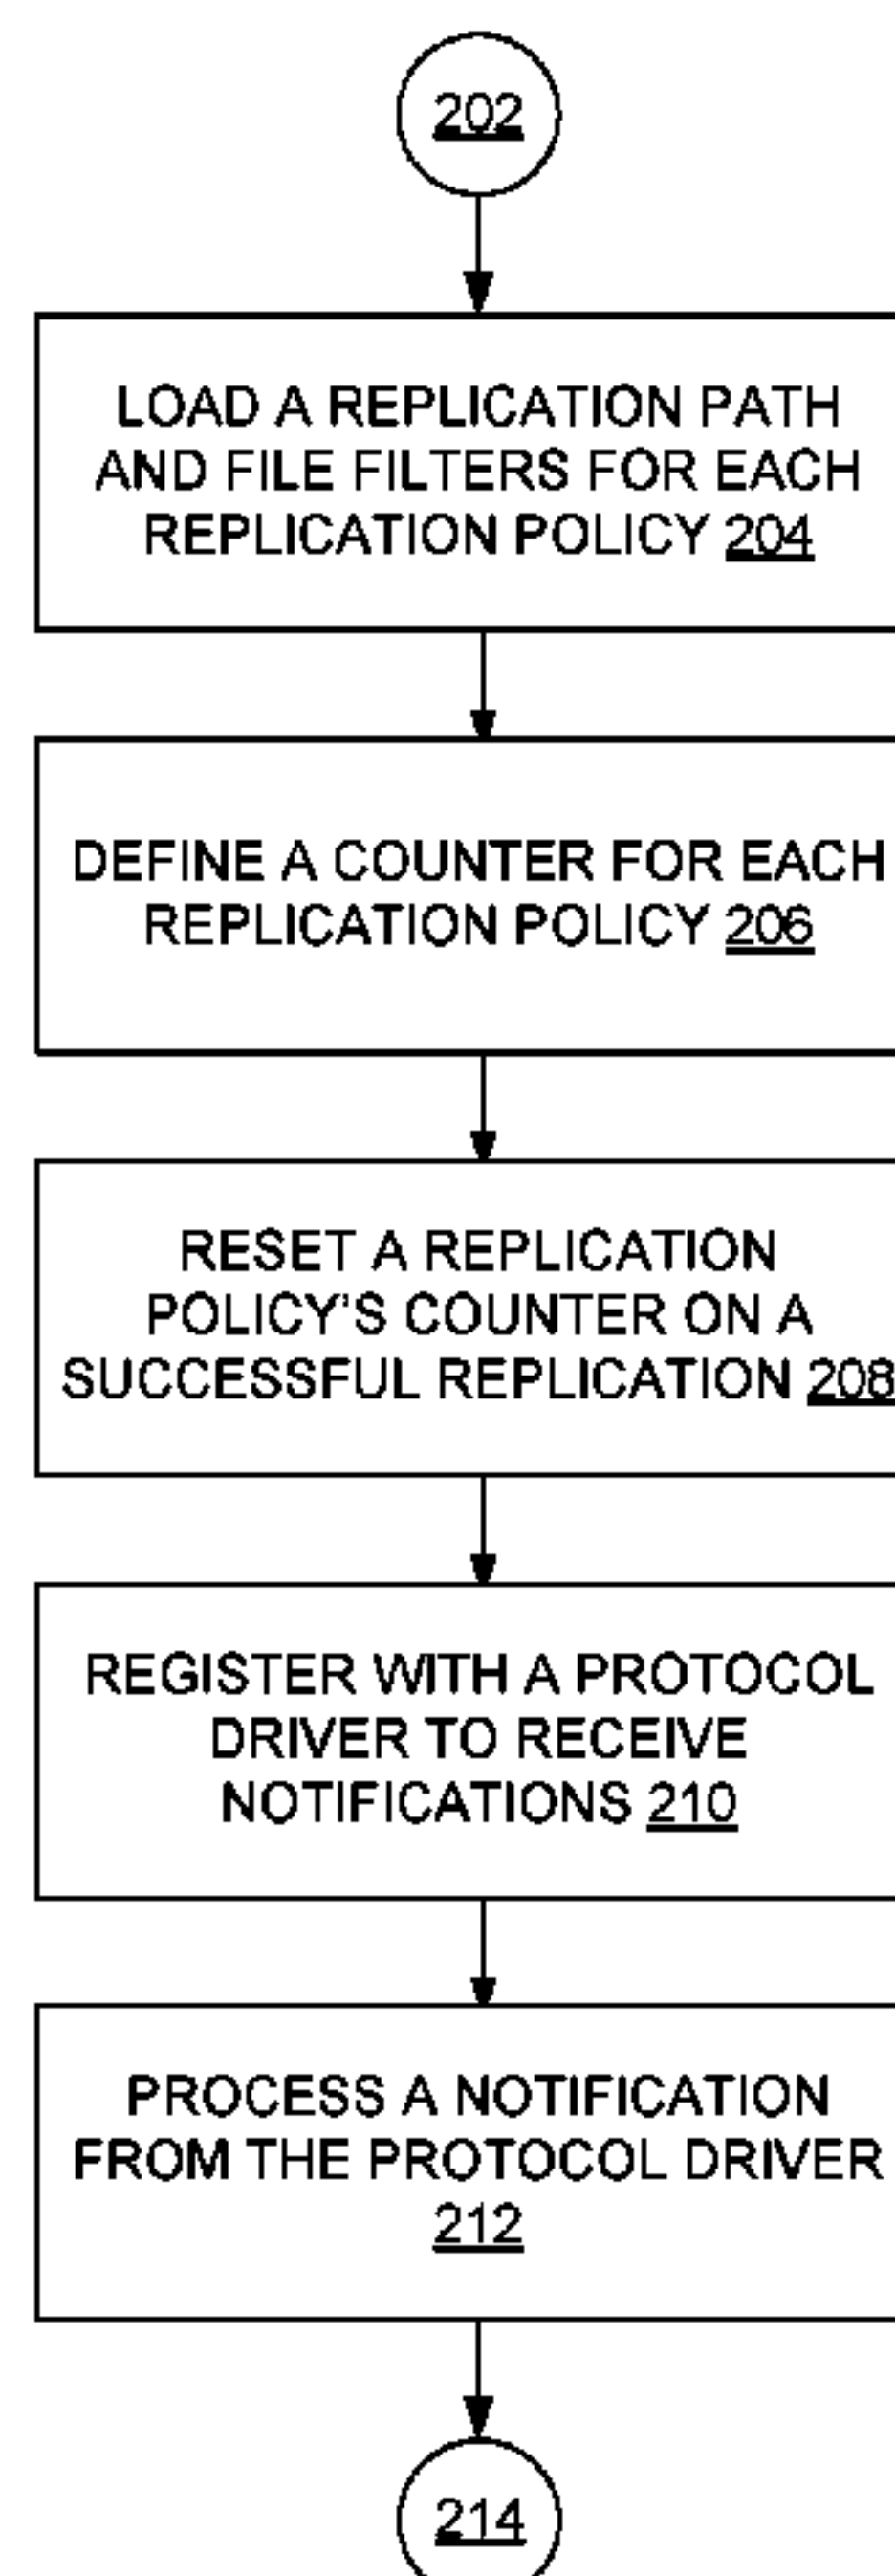 202
LOAD A REPLICATION PATH
AND FILE FILTERS FOR EACH
REPLICATION POLICY 204
DEFINE A COUNTER FOR EACH
REPLICATION POLICY 206
RESET A REPLICATION
POLICY'S COUNTER ON A
SUCCESSFUL REPLICATION 208
REGISTER WITH A PROTOCOL
DRIVER TO RECEIVE
NOTIFICATIONS 210
PROCESS A NOTIFICATION
FROM THE PROTOCOL DRIVER
212
214